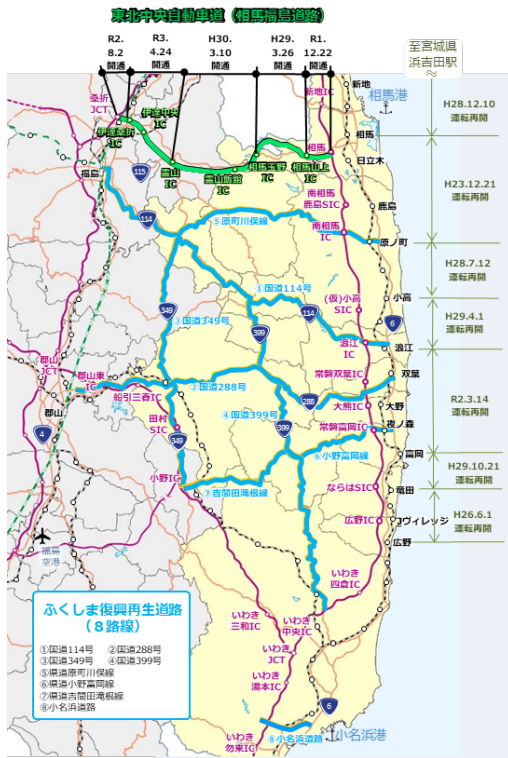 東北中央自動車道（相馬福島道路）
R2.
8.2
開通
R3.
4.24
開通
H30.
3.10
開通
H29.
3.26
開通
R1.
12.22
開通
至宮城県
浜吉田駅
桑折
JCT
伊達桑折
IC
伊達中央
IC
霊山
IC
霊山飯舘
IC
相馬玉野
IC
相馬山上
IC
相馬
IC
新地IC
新地
相馬港
相馬
日立木
H28.12.10
運転再開
福島
115
114
⑤原町川俣線
南相馬
鹿島SIC
鹿島
南相馬
IC
原ノ町
H23.12.21
運転再開
H28.7.12
運転再開
①国道114号
114
(仮)小高
SIC
小高
6
浪江
IC
浪江
H29.4.1
運転再開
349
③国道349号
399
郡山
JCT
郡山東
IC
船引三春IC
②国道288号
288
常磐双葉IC
双葉
大熊IC
大野
R2.3.14
運転再開
郡山
4
田村
SIC
349
④国道399号
399
常磐富岡IC
夜ノ森
⑥小野富岡線
富岡
小野IC
⑦吉間田滝根線
ならはSIC
竜田
H29.10.21
運転再開
広野IC
Jヴィレッジ
広野
H26.6.1
運転再開
福島
空港
いわき
四倉IC
いわき
三和IC
いわき
中央IC
いわき
JCT
いわき
湯本IC
6
⑧小名浜道路
小名浜港
いわき
勿来IC
ふくしま復興再生道路
（８路線）
①国道114号　②国道288号
③国道349号　④国道399号
⑤県道原町川俣線
⑥県道小野富岡線
⑦県道吉間田滝根線
⑧小名浜道路